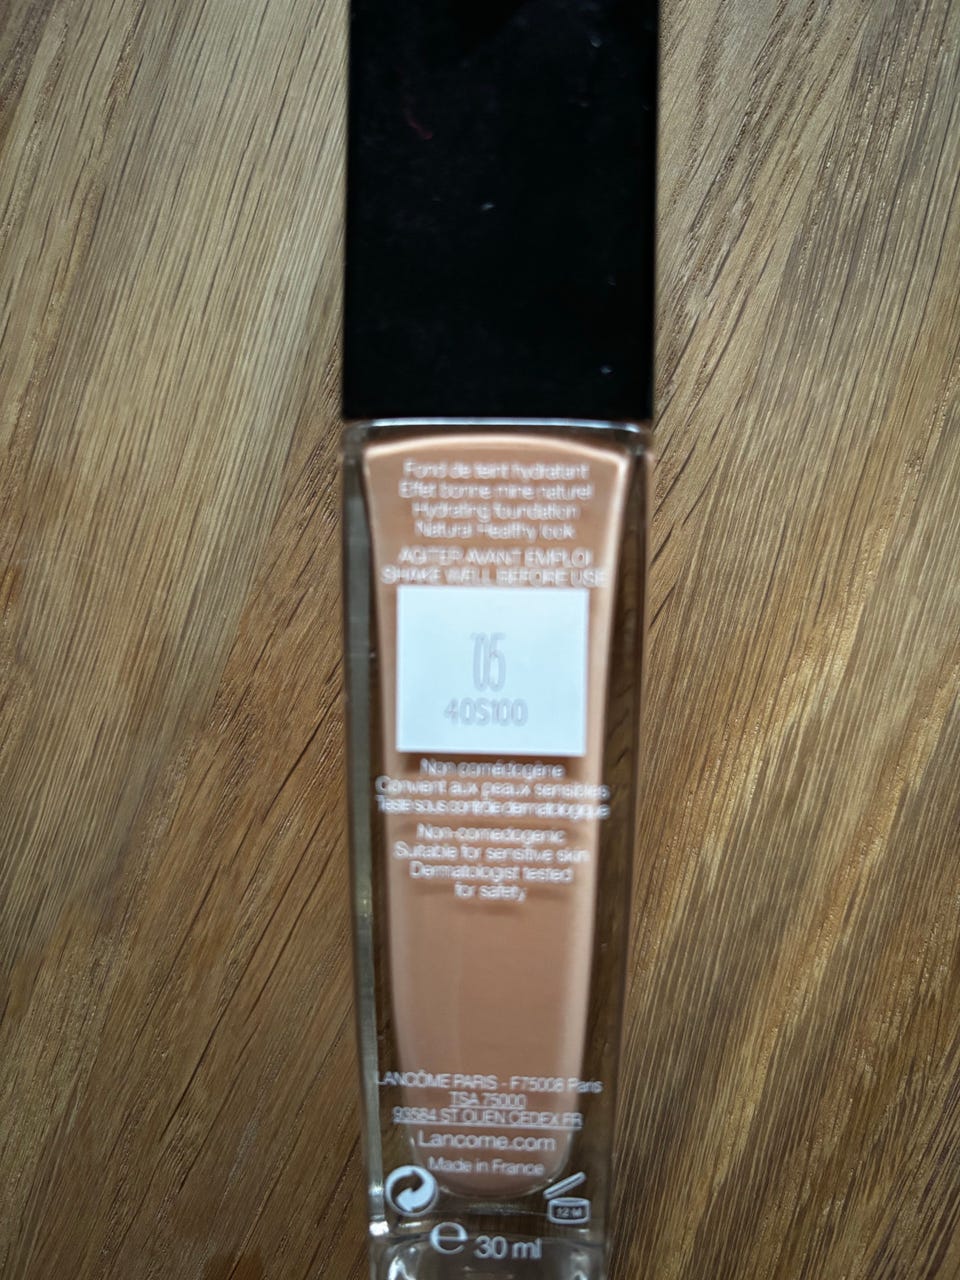 Fond de teint hydratant
Effet bonne mine naturel
Hydrating foundation
Natural Healthy look
AGITER AVANT EMPLOI
SHAKE WELL BEFORE USE
05
40S100
Non comédogène
Convient aux peaux sensibles
Testé sous contrôle dermatologique
Non-comedogenic
Suitable for sensitive skin
Dermatologist tested
for safety
LANCÔME PARIS - F75008 Paris
TSA 75000
93584 ST OUEN CEDEX FR
Lancome.com
Made in France
12 M
e 30 ml